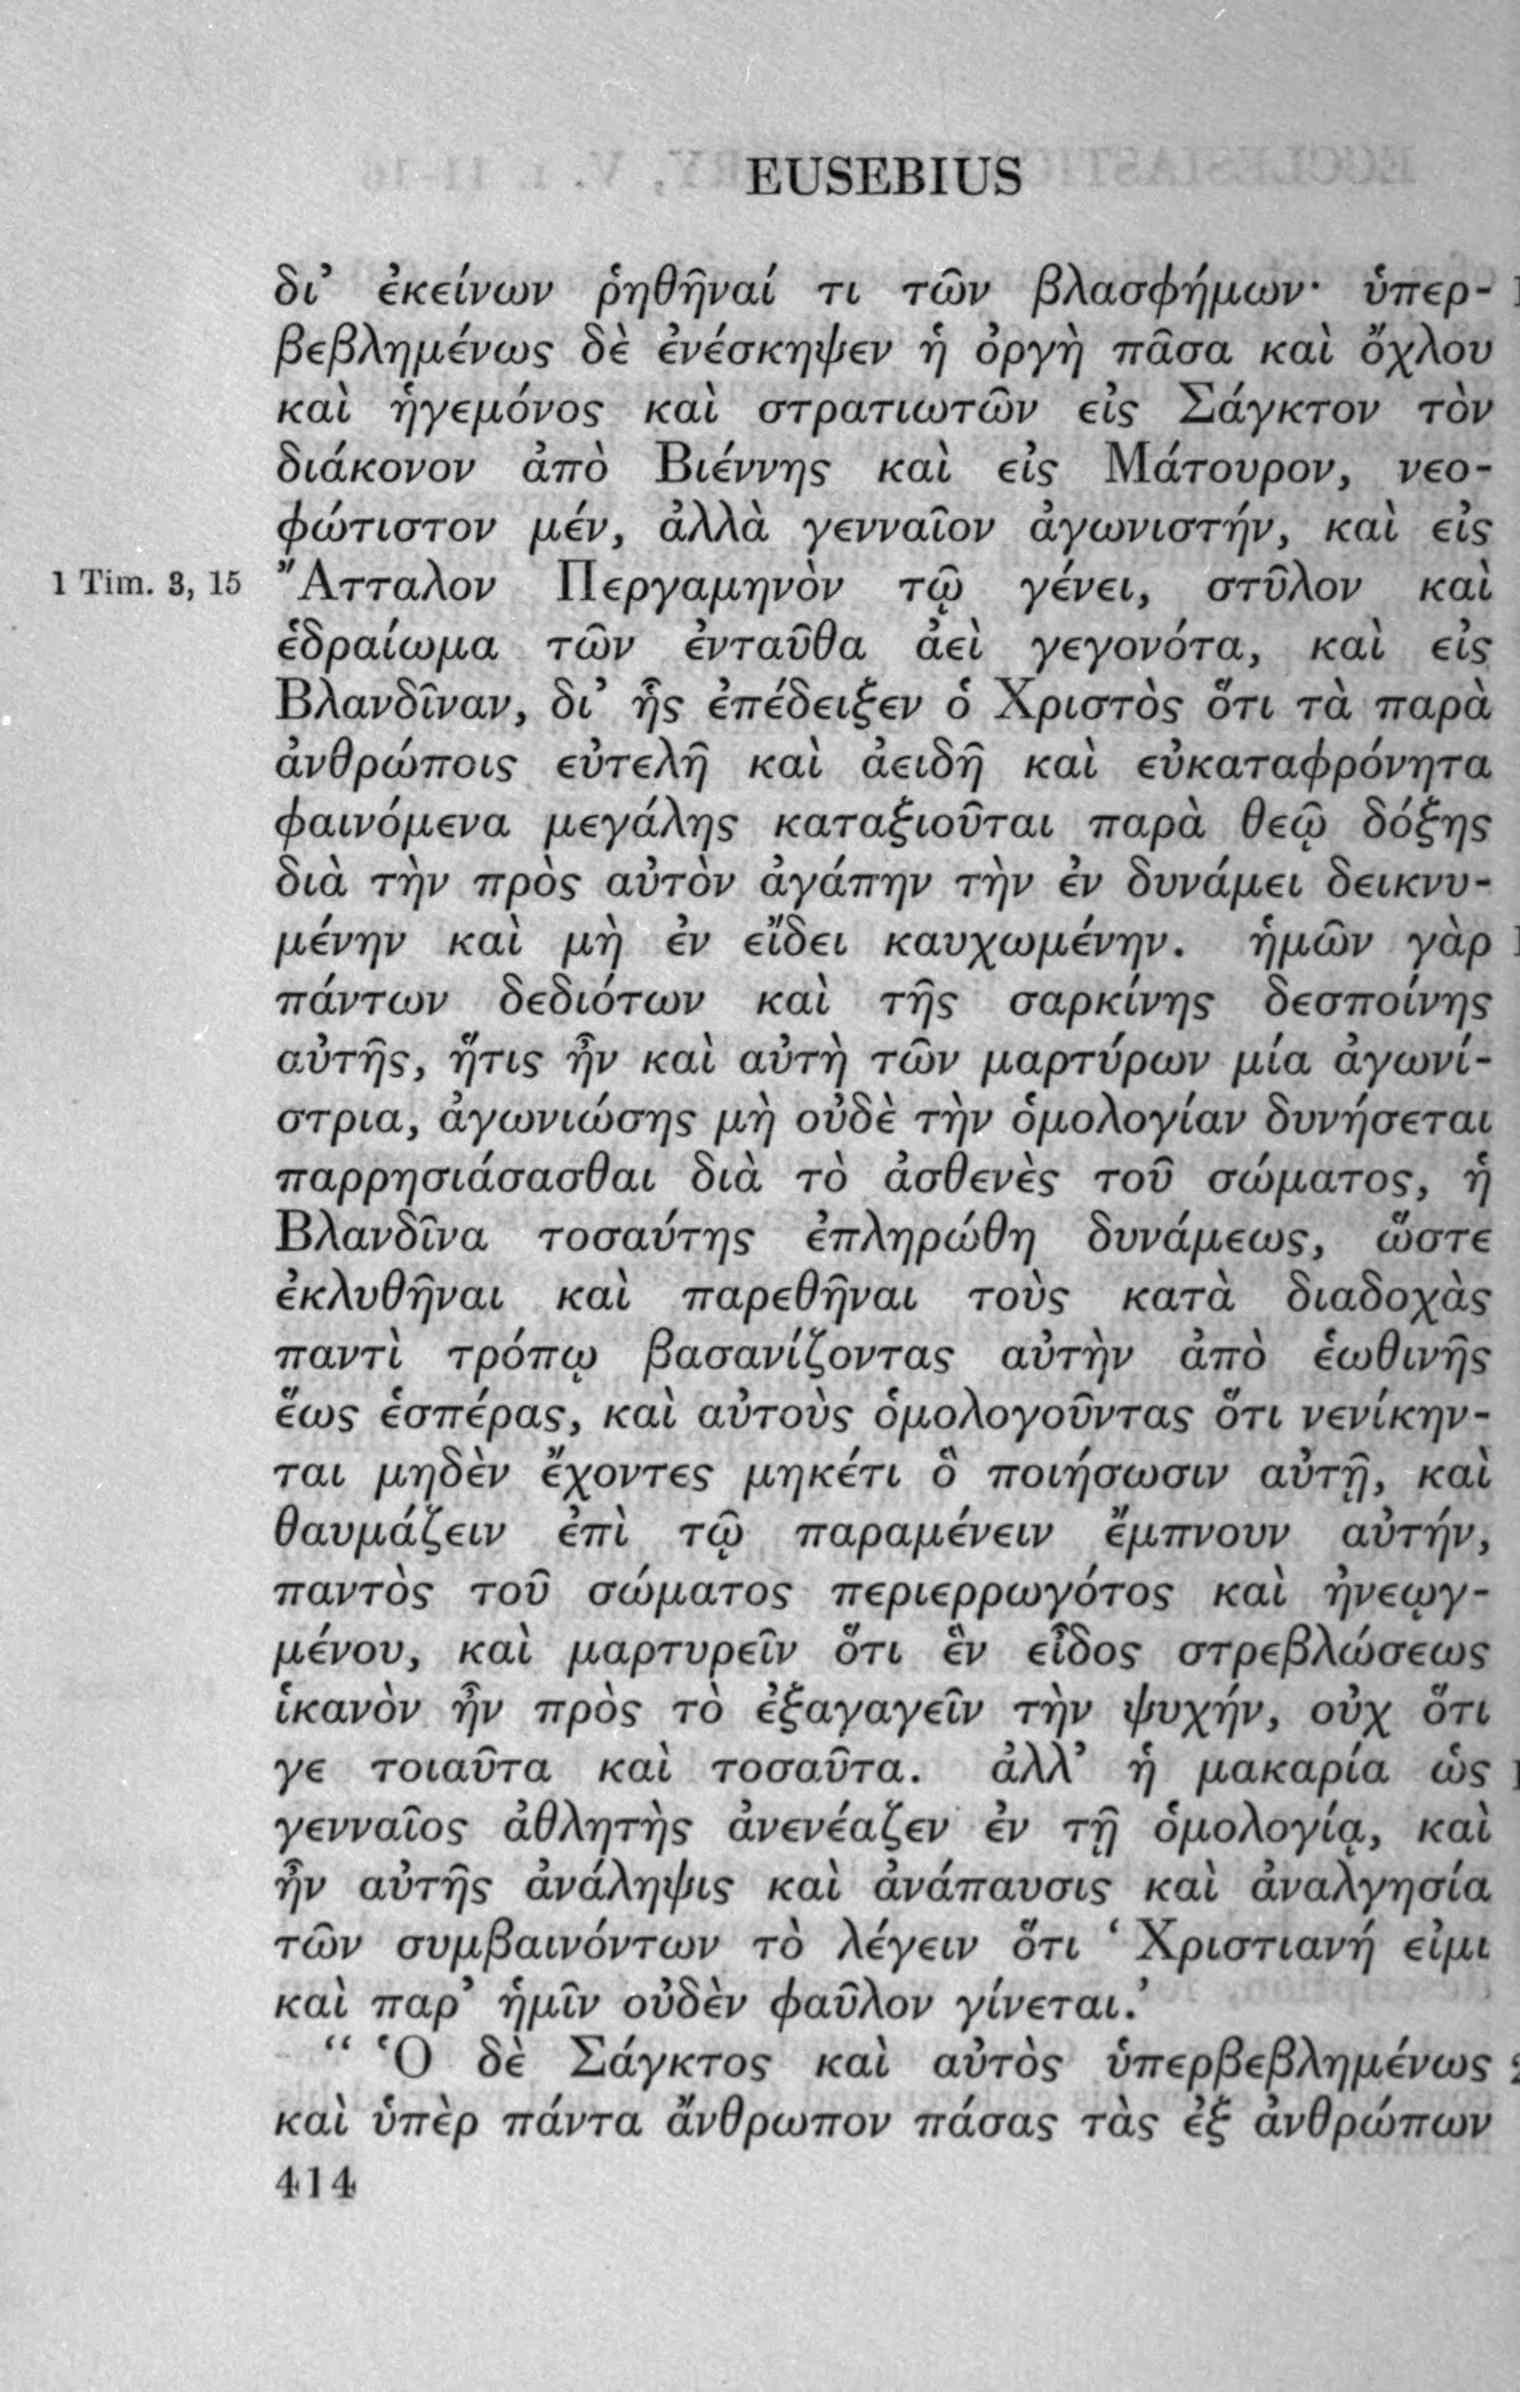 EUSEBIUS
δι’ ἐκείνων ῥηθῆναί τι τῶν βλασφήμων· ὑπερ-
βεβλημένως δὲ ἐνέσκηψεν ἡ ὀργὴ πᾶσα καὶ ὄχλου
καὶ ἡγεμόνος καὶ στρατιωτῶν εἰς Σάγκτον τὸν
διάκονον ἀπὸ Βιέννης καὶ εἰς Μάτουρον, νεο-
φώτιστον μέν, ἀλλὰ γενναῖον ἀγωνιστήν, καὶ εἰς
1 Tim. 3, 15 Ἄτταλον Περγαμηνὸν τῷ γένει, στῦλον καὶ
ἑδραίωμα τῶν ἐνταῦθα ἀεὶ γεγονότα, καὶ εἰς
Βλανδῖναν, δι’ ἧς ἐπέδειξεν ὁ Χριστὸς ὅτι τὰ παρὰ
ἀνθρώποις εὐτελῆ καὶ ἀειδῆ καὶ εὐκαταφρόνητα
φαινόμενα μεγάλης καταξιοῦται παρὰ θεῷ δόξης
διὰ τὴν πρὸς αὐτὸν ἀγάπην τὴν ἐν δυνάμει δεικνυ-
μένην καὶ μὴ ἐν εἴδει καυχωμένην. ἡμῶν γὰρ
πάντων δεδιότων καὶ τῆς σαρκίνης δεσποίνης
αὐτῆς, ἥτις ἦν καὶ αὐτὴ τῶν μαρτύρων μία ἀγωνί-
στρια, ἀγωνιώσης μὴ οὐδὲ τὴν ὁμολογίαν δυνήσεται
παρρησιάσασθαι διὰ τὸ ἀσθενὲς τοῦ σώματος, ἡ
Βλανδῖνα τοσαύτης ἐπληρώθη δυνάμεως, ὥστε
ἐκλυθῆναι καὶ παρεθῆναι τοὺς κατὰ διαδοχὰς
παντὶ τρόπῳ βασανίζοντας αὐτὴν ἀπὸ ἑωθινῆς
ἕως ἑσπέρας, καὶ αὐτοὺς ὁμολογοῦντας ὅτι νενίκην-
ται μηδὲν ἔχοντες μηκέτι ὃ ποιήσωσιν αὐτῇ, καὶ
θαυμάζειν ἐπὶ τῷ παραμένειν ἔμπνουν αὐτήν,
παντὸς τοῦ σώματος περιερρωγότος καὶ ἠνεῳγ-
μένου, καὶ μαρτυρεῖν ὅτι ἓν εἶδος στρεβλώσεως
ἱκανὸν ἦν πρὸς τὸ ἐξαγαγεῖν τὴν ψυχήν, οὐχ ὅτι
γε τοιαῦτα καὶ τοσαῦτα. ἀλλ’ ἡ μακαρία ὡς
γενναῖος ἀθλητὴς ἀνενέαζεν ἐν τῇ ὁμολογίᾳ, καὶ
ἦν αὐτῆς ἀνάληψις καὶ ἀνάπαυσις καὶ ἀναλγησία
τῶν συμβαινόντων τὸ λέγειν ὅτι ‘Χριστιανή εἰμι
καὶ παρ’ ἡμῖν οὐδὲν φαῦλον γίνεται.’
“Ὁ δὲ Σάγκτος καὶ αὐτὸς ὑπερβεβλημένως
καὶ ὑπὲρ πάντα ἄνθρωπον πάσας τὰς ἐξ ἀνθρώπων
414